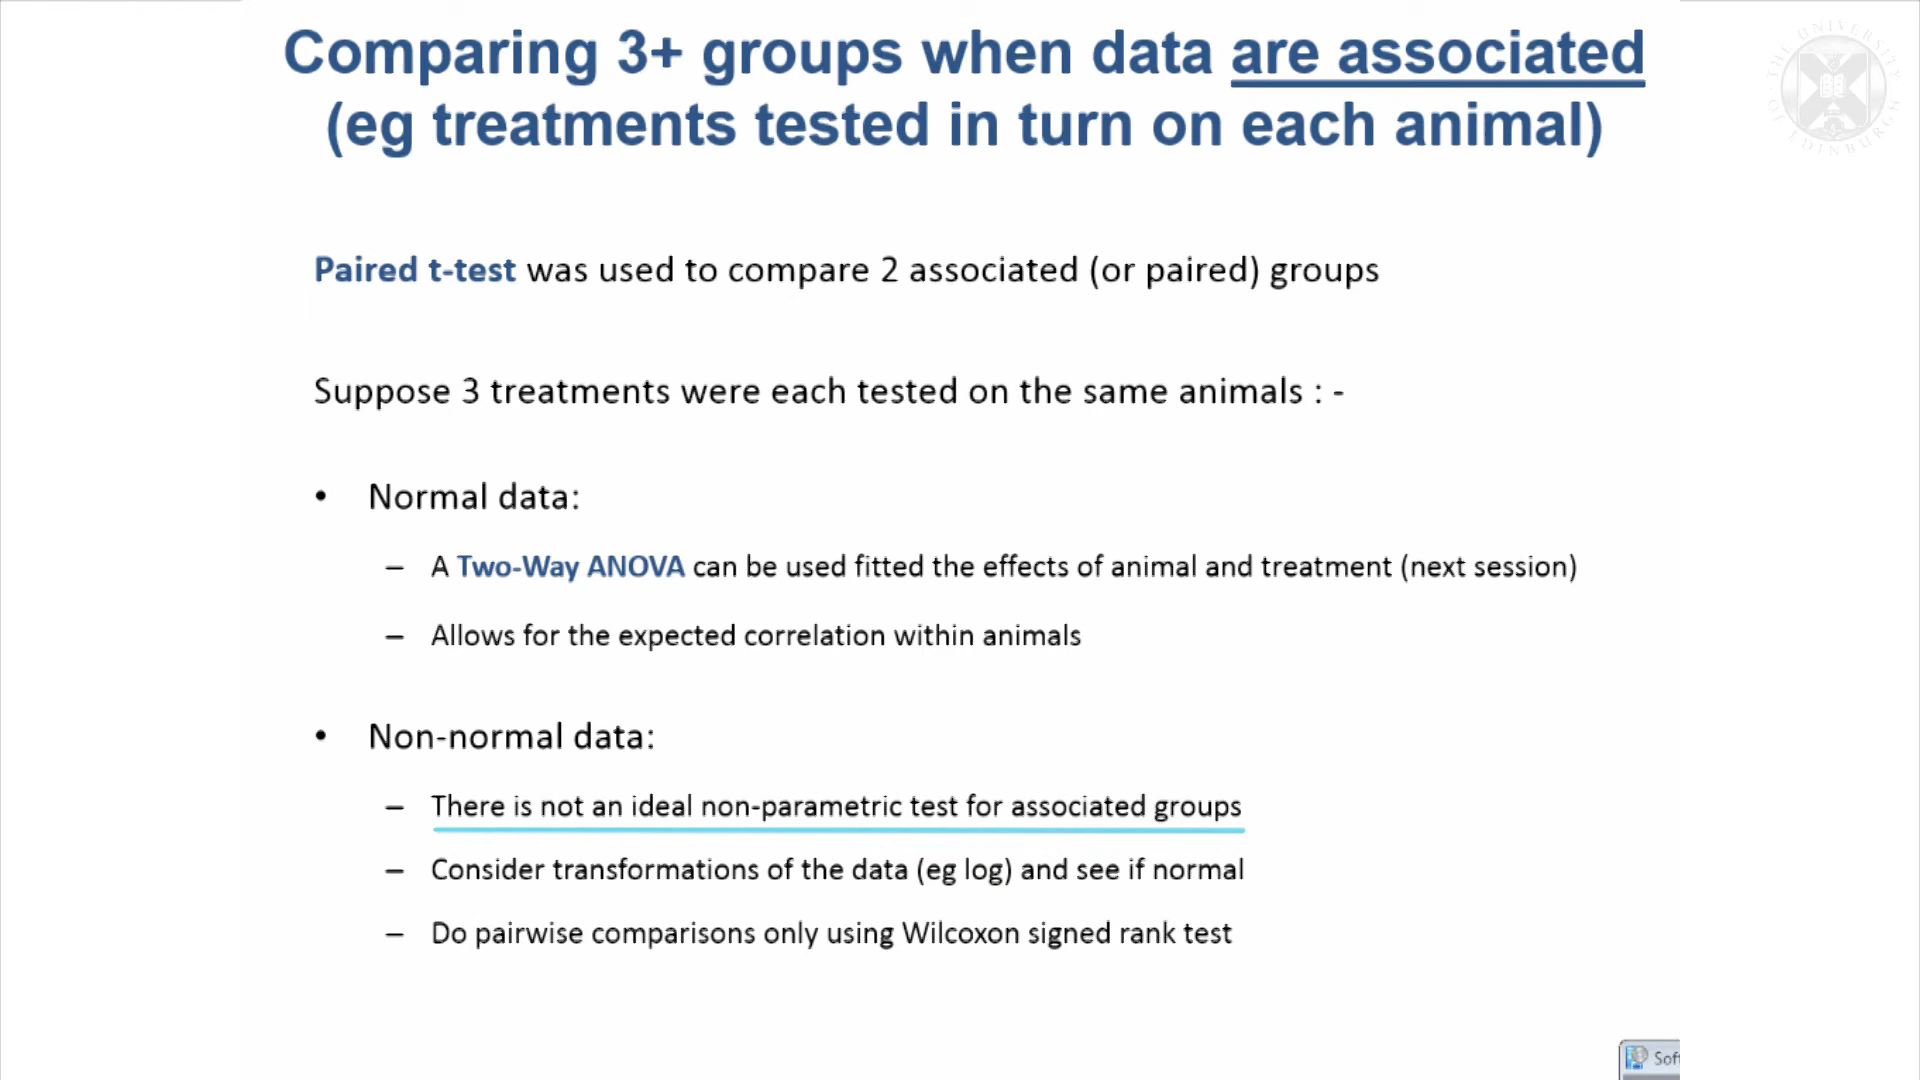 Comparing 3+ groups when data are associated
(eg treatments tested in turn on each animal)
THE UNIVERSITY OF EDINBURGH
Paired t-test was used to compare 2 associated (or paired) groups
Suppose 3 treatments were each tested on the same animals : -
• Normal data:
– A Two-Way ANOVA can be used fitted the effects of animal and treatment (next session)
– Allows for the expected correlation within animals
• Non-normal data:
– There is not an ideal non-parametric test for associated groups
– Consider transformations of the data (eg log) and see if normal
– Do pairwise comparisons only using Wilcoxon signed rank test